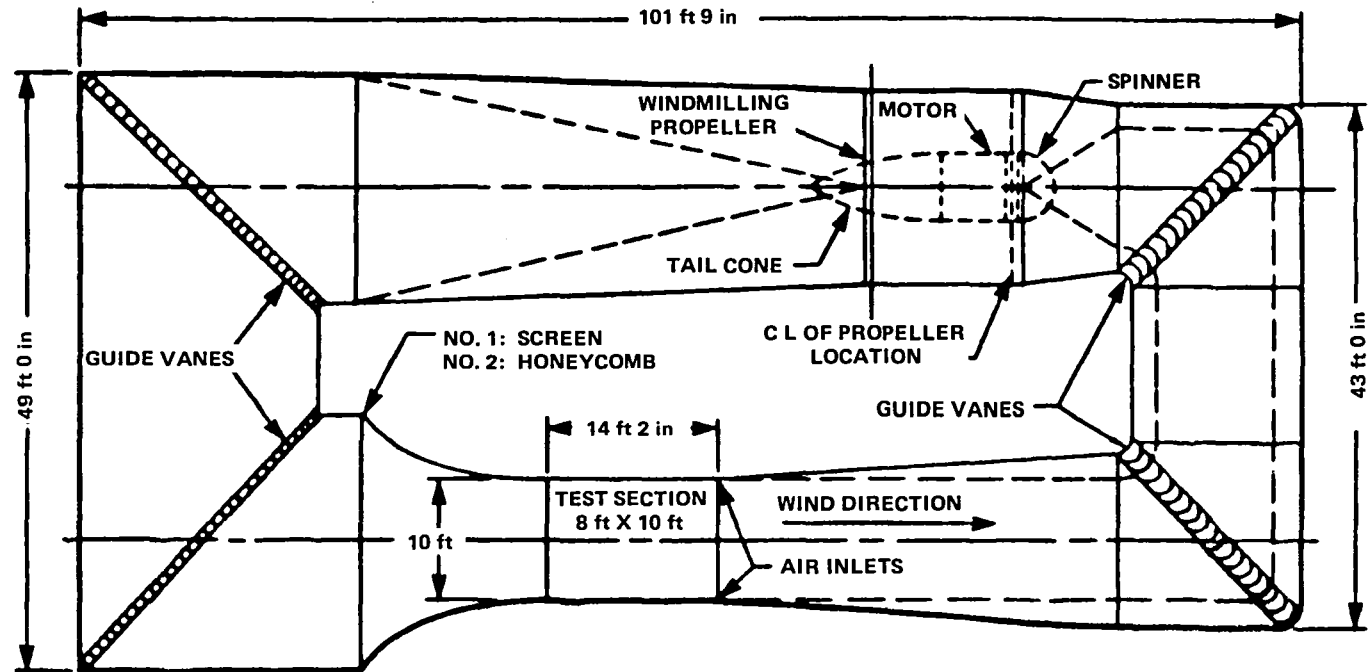 101 ft 9 in
SPINNER
WINDMILLING
PROPELLER
MOTOR
TAIL CONE
49 ft 0 in
GUIDE VANES
NO. 1: SCREEN
NO. 2: HONEYCOMB
C L OF PROPELLER
LOCATION
43 ft 0 in
GUIDE VANES
14 ft 2 in
TEST SECTION
8 ft X 10 ft
WIND DIRECTION
10 ft
AIR INLETS